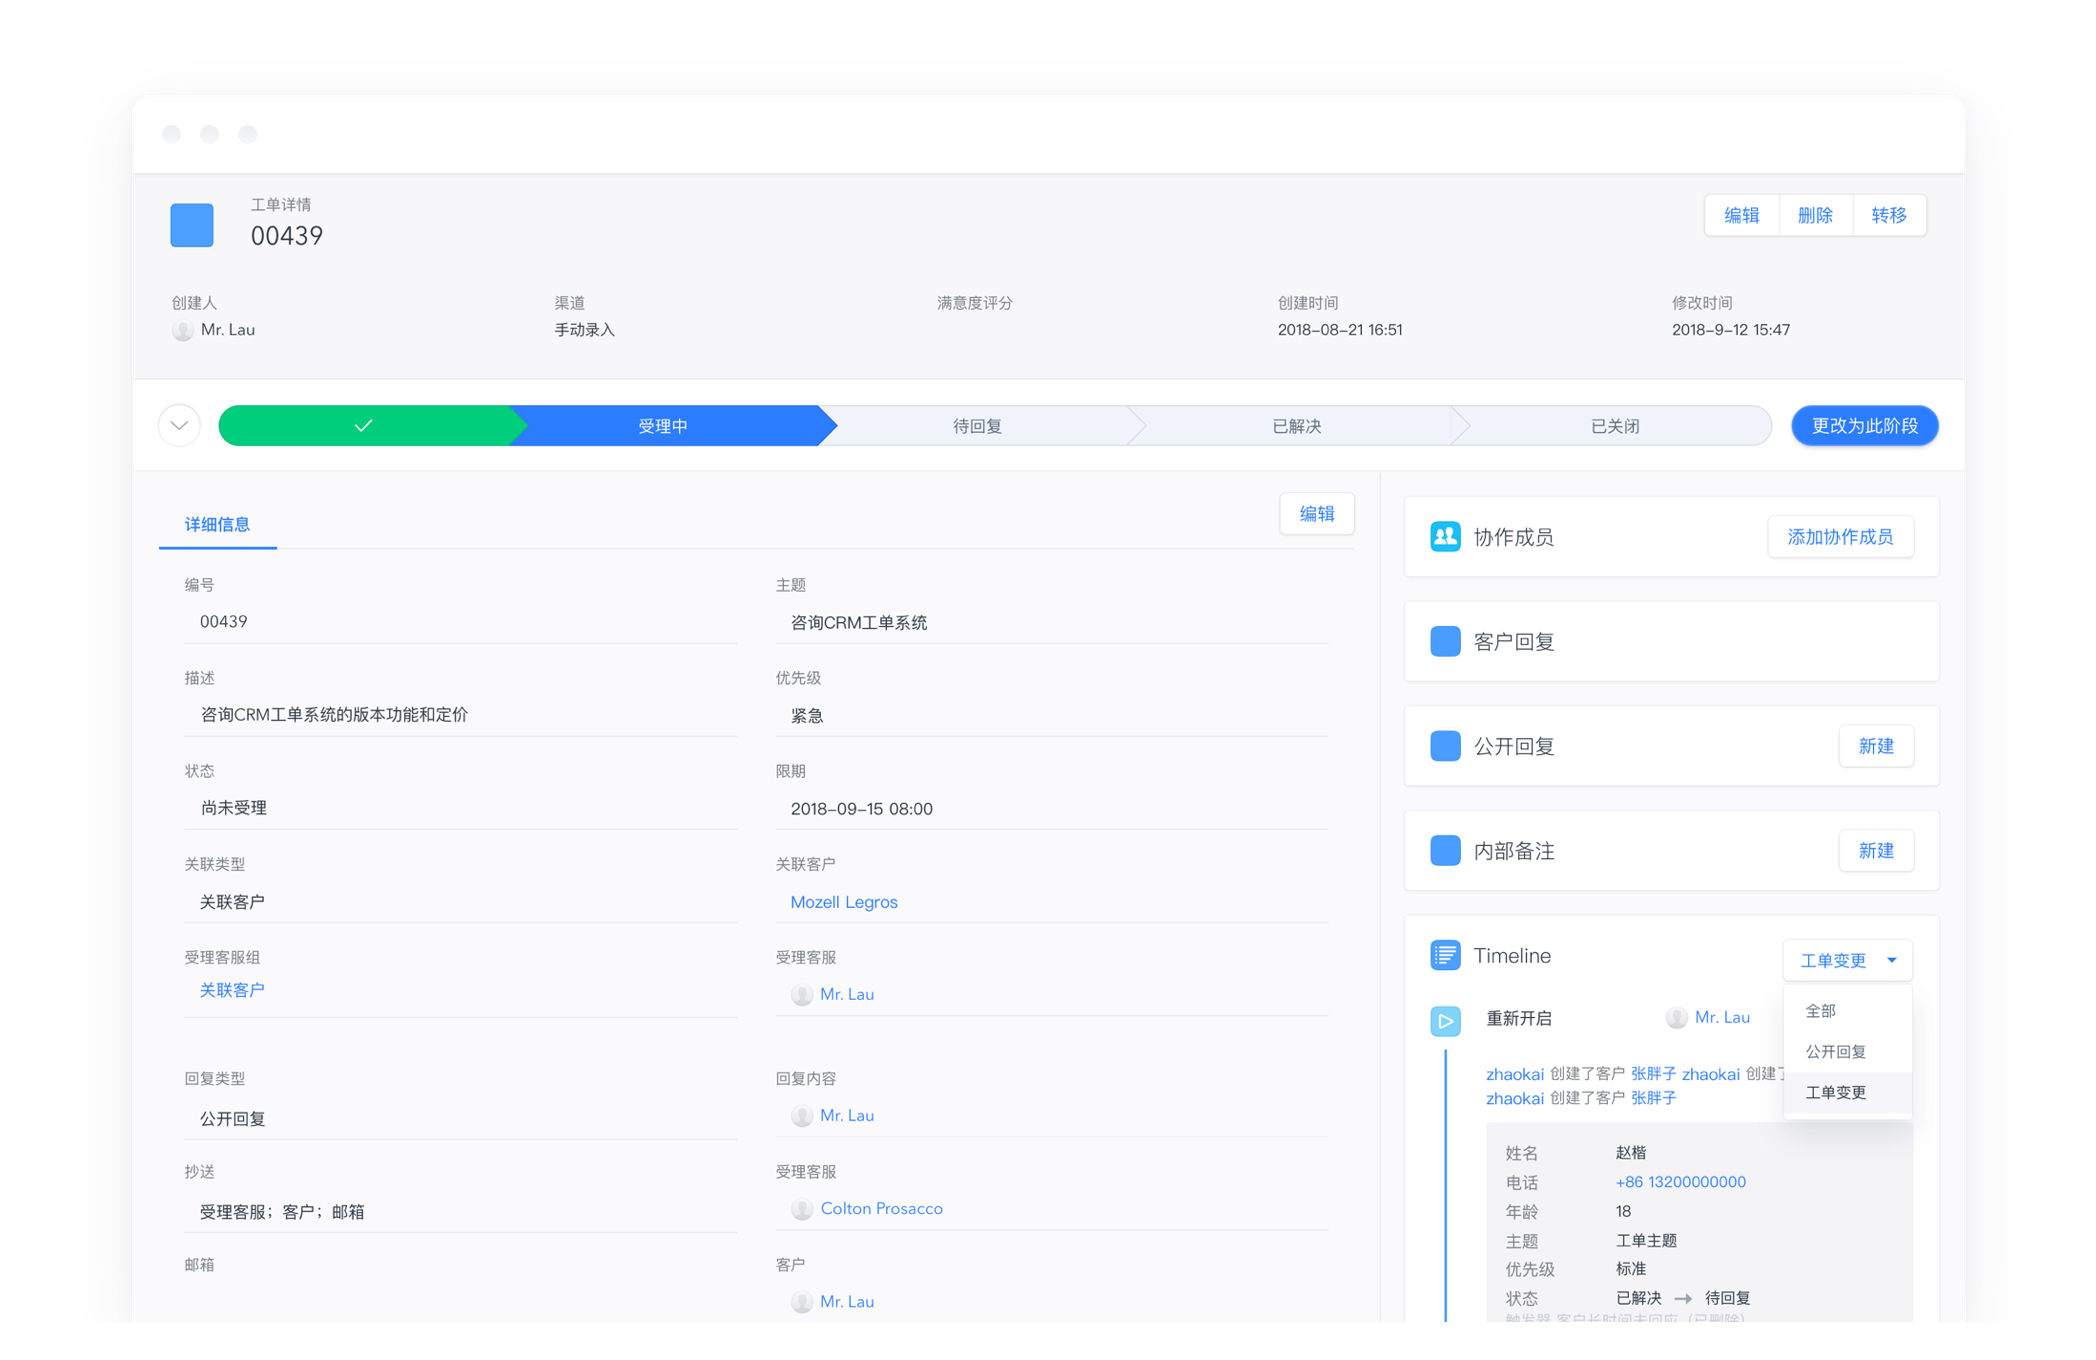 工单详情
00439
编辑 删除 转移
创建人 渠道 满意度评分 创建时间 修改时间
Mr. Lau 手动录入 2018-08-21 16:51 2018-9-12 15:47
受理中 待回复 已解决 已关闭 更改为此阶段
详细信息 编辑
编号 主题
00439 咨询CRM工单系统
描述 优先级
咨询CRM工单系统的版本功能和定价 紧急
状态 限期
尚未受理 2018-09-15 08:00
关联类型 关联客户
关联客户 Mozell Legros
受理客服组 受理客服
关联客户 Mr. Lau
回复类型 回复内容
公开回复 Mr. Lau
抄送 受理客服
受理客服；客户；邮箱 Colton Prosacco
邮箱 客户
Mr. Lau
协作成员 添加协作成员
客户回复
公开回复 新建
内部备注 新建
Timeline 工单变更
全部
公开回复
工单变更
重新开启 Mr. Lau
zhaokai 创建了客户 张胖子 zhaokai 创建了
zhaokai 创建了客户 张胖子
姓名 赵楷
电话 +86 13200000000
年龄 18
主题 工单主题
优先级 标准
状态 已解决 → 待回复
触发器 客户长时间未回应（已删除）